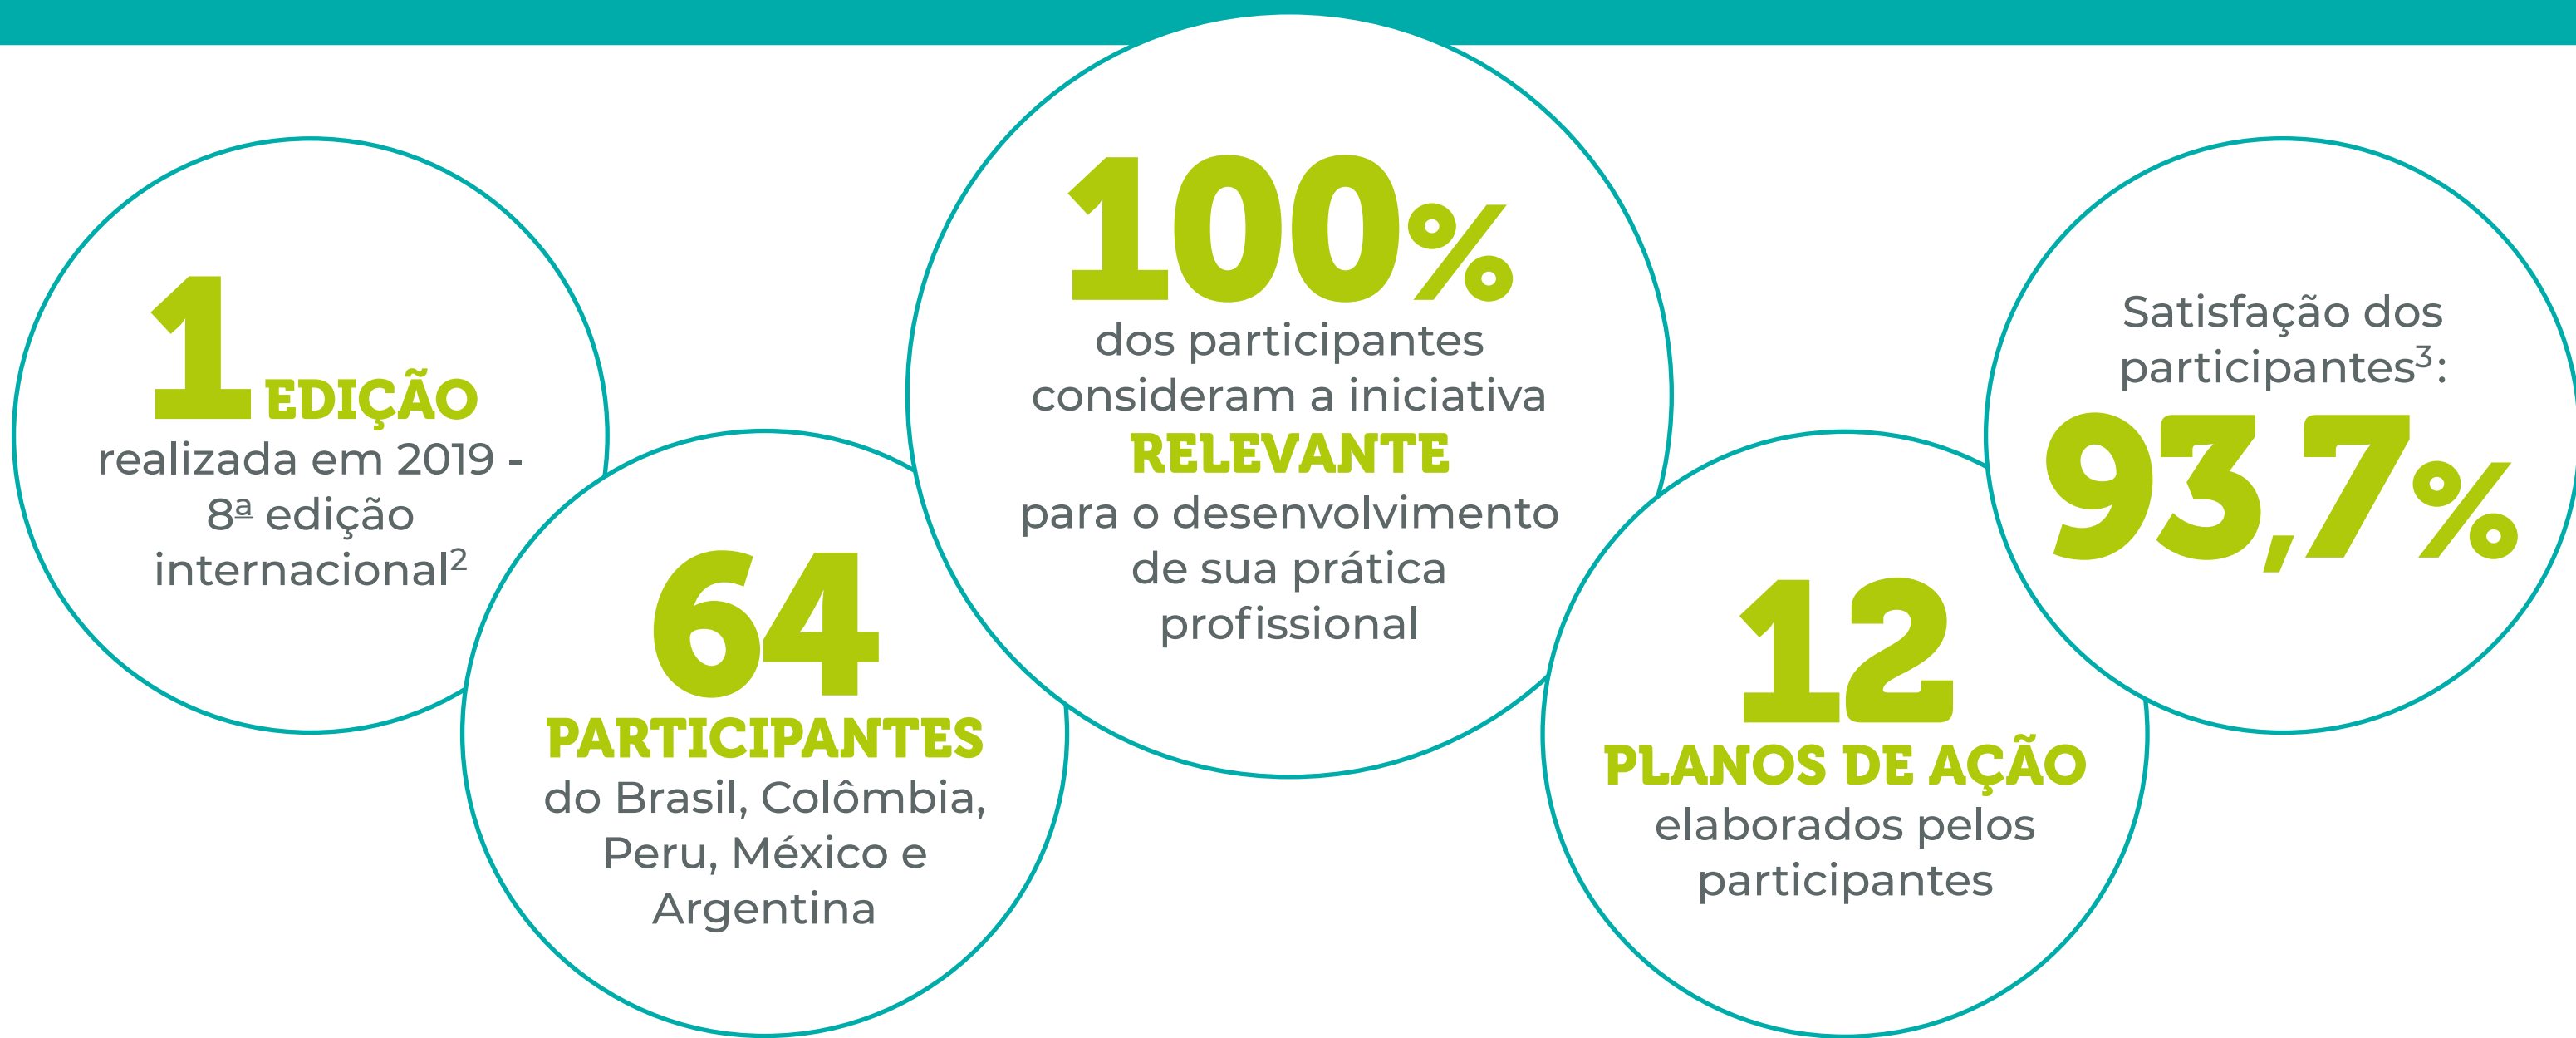 1 EDIÇÃO
realizada em 2019 -
8ª edição
internacional²
64
PARTICIPANTES
do Brasil, Colômbia,
Peru, México e
Argentina
100%
dos participantes
consideram a iniciativa
RELEVANTE
para o desenvolvimento
de sua prática
profissional
12
PLANOS DE AÇÃO
elaborados pelos
participantes
Satisfação dos
participantes³:
93,7%